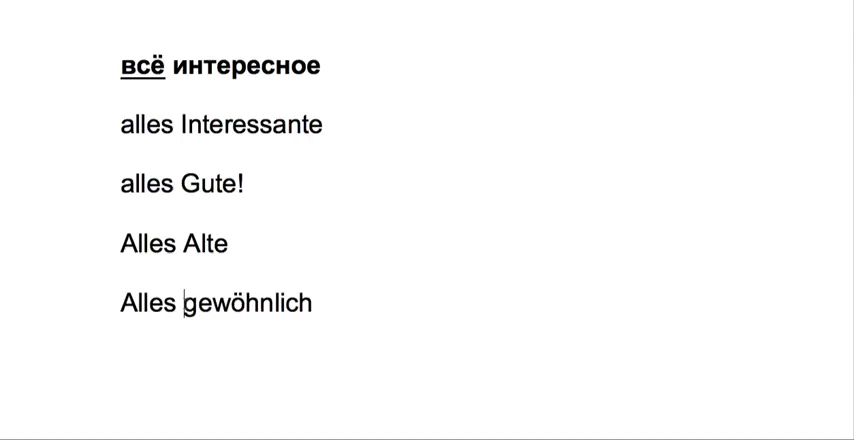 всё интересное
alles Interessante
alles Gute!
Alles Alte
Alles gewöhnlich